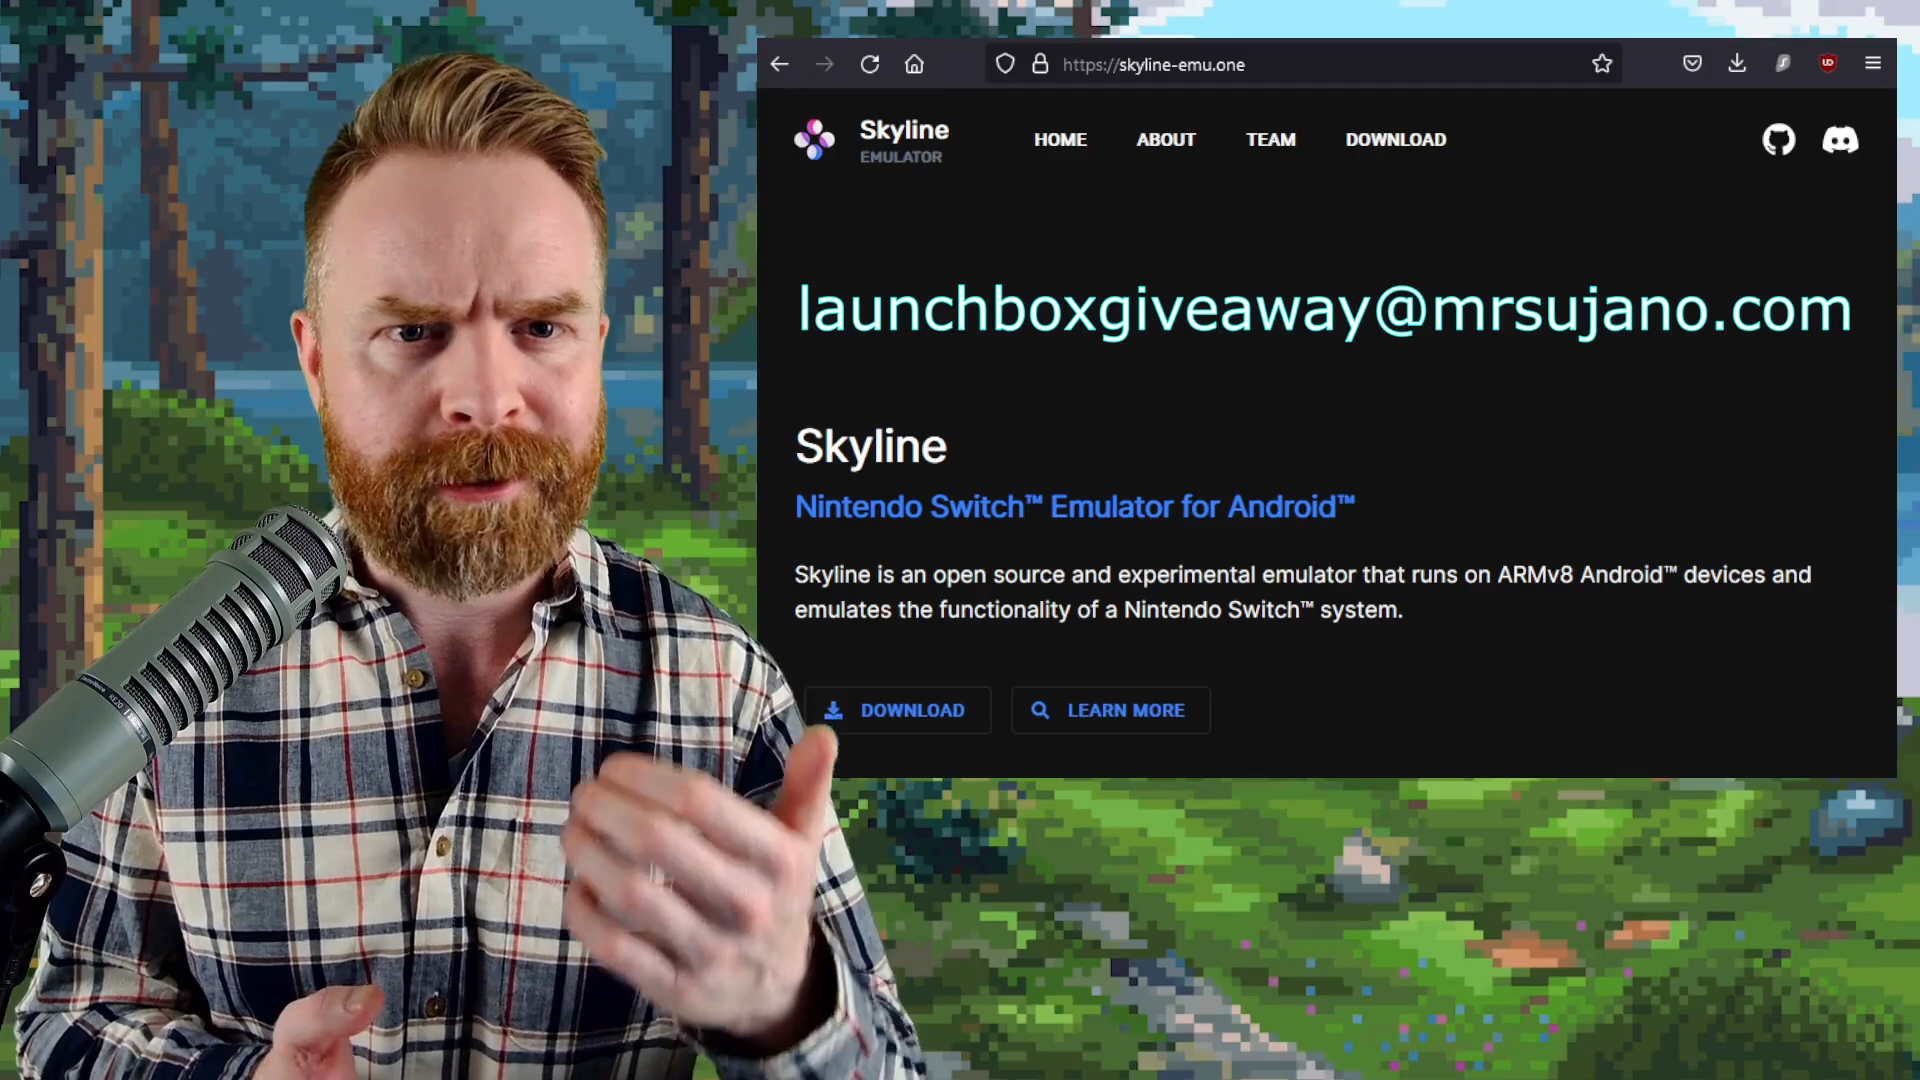 https://skyline-emu.one
Skyline
EMULATOR
HOME
ABOUT
TEAM
DOWNLOAD
launchboxgiveaway@mrsujano.com
Skyline
Nintendo Switch™ Emulator for Android™
Skyline is an open source and experimental emulator that runs on ARMv8 Android™ devices and
emulates the functionality of a Nintendo Switch™ system.
DOWNLOAD
LEARN MORE